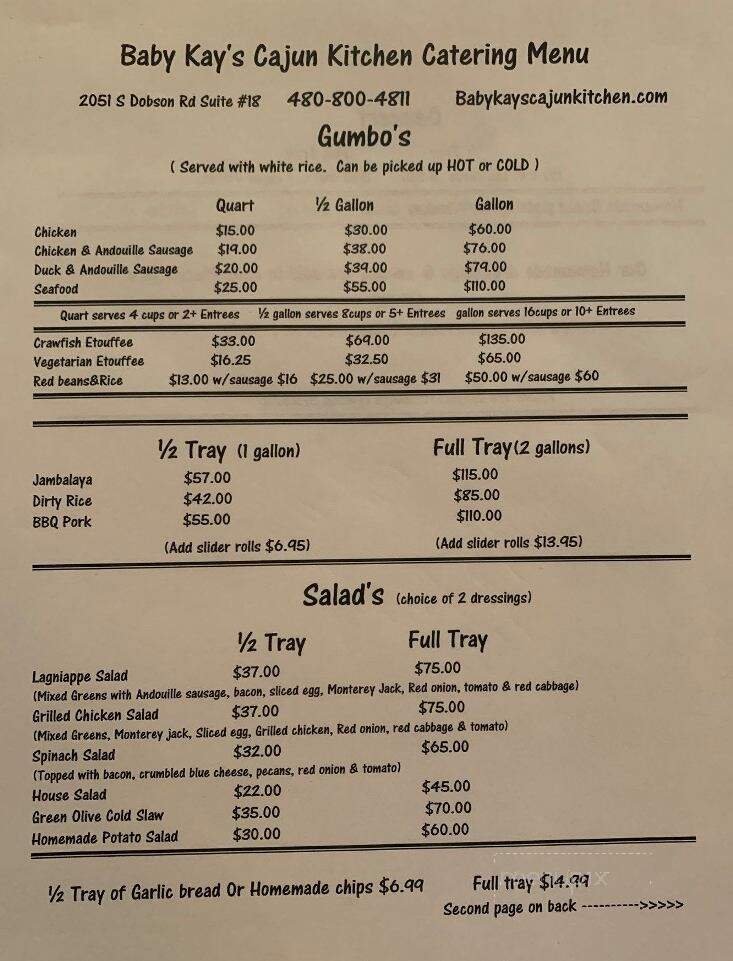 Baby Kay's Cajun Kitchen Catering Menu
2051 S Dobson Rd Suite #18 480-800-4811 Babykayscajunkitchen.com
Gumbo's
( Served with white rice. Can be picked up HOT or COLD )
Quart ½ Gallon Gallon
Chicken $15.00 $30.00 $60.00
Chicken & Andouille Sausage $19.00 $38.00 $76.00
Duck & Andouille Sausage $20.00 $39.00 $79.00
Seafood $25.00 $55.00 $110.00
Quart serves 4 cups or 2+ Entrees ½ gallon serves 8cups or 5+ Entrees gallon serves 16cups or 10+ Entrees
Crawfish Etouffee $33.00 $69.00 $135.00
Vegetarian Etouffee $16.25 $32.50 $65.00
Red beans&Rice $13.00 w/sausage $16 $25.00 w/sausage $31 $50.00 w/sausage $60
½ Tray (1 gallon) Full Tray(2 gallons)
Jambalaya $57.00 $115.00
Dirty Rice $42.00 $85.00
BBQ Pork $55.00 $110.00
(Add slider rolls $6.95) (Add slider rolls $13.95)
Salad's (choice of 2 dressings)
½ Tray Full Tray
Lagniappe Salad $37.00 $75.00
(Mixed Greens with Andouille sausage, bacon, sliced egg, Monterey Jack, Red onion, tomato & red cabbage)
Grilled Chicken Salad $37.00 $75.00
(Mixed Greens, Monterey jack, Sliced egg, Grilled chicken, Red onion, red cabbage & tomato)
Spinach Salad $32.00 $65.00
(Topped with bacon, crumbled blue cheese, pecans, red onion & tomato)
House Salad $22.00 $45.00
Green Olive Cold Slaw $35.00 $70.00
Homemade Potato Salad $30.00 $60.00
½ Tray of Garlic bread Or Homemade chips $6.99 Full tray $14.99
Second page on back ---------->>>>>